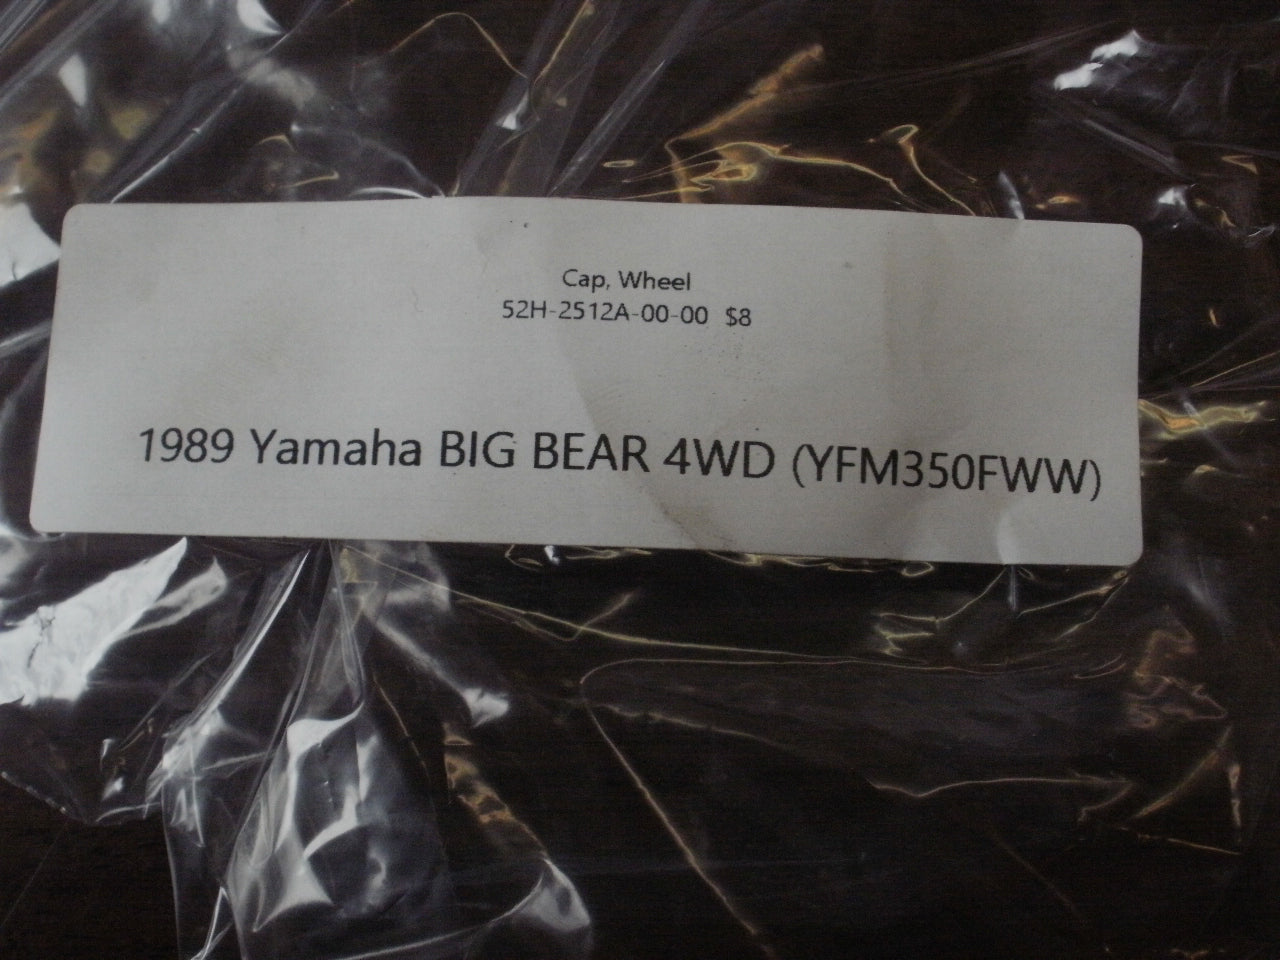 Cap, Wheel
52H-2512A-00-00 $8
1989 Yamaha BIG BEAR 4WD (YFM350FWW)